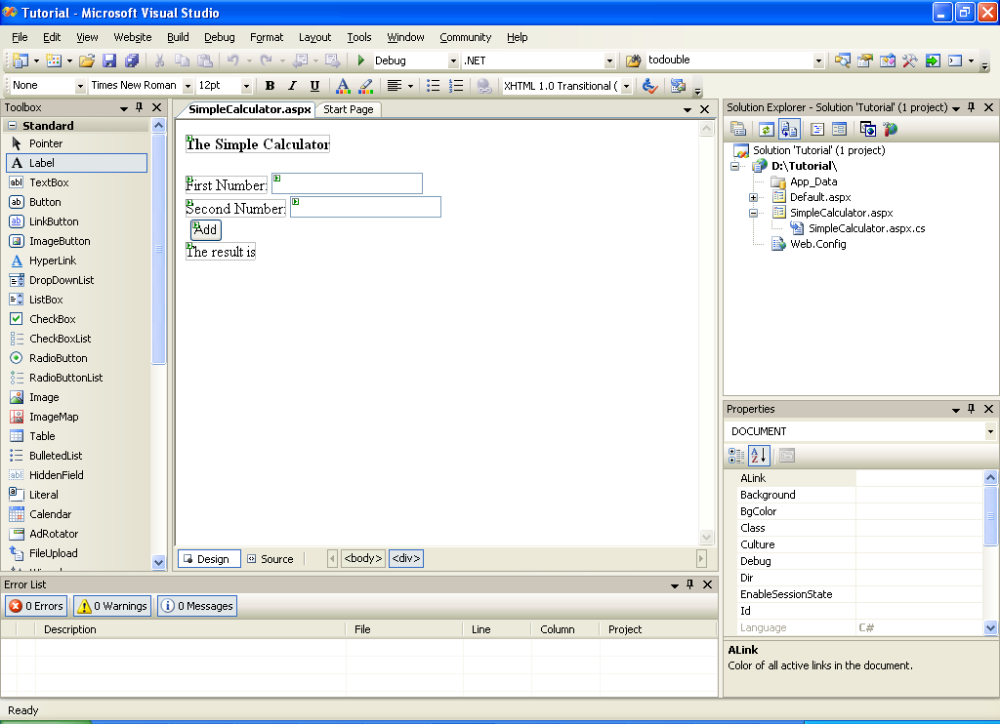 Tutorial - Microsoft Visual Studio
File Edit View Website Build Debug Format Layout Tools Window Community Help
Debug .NET todouble
None Times New Roman 12pt B I U A XHTML 1.0 Transitional (
Toolbox
Standard
Pointer
A Label
abl TextBox
ab Button
ab LinkButton
ImageButton
A HyperLink
DropDownList
ListBox
CheckBox
CheckBoxList
RadioButton
RadioButtonList
Image
ImageMap
Table
BulletedList
abl HiddenField
Literal
Calendar
AdRotator
FileUpload
SimpleCalculator.aspx Start Page
The Simple Calculator
First Number:
Second Number:
Add
The result is
Design Source <body> <div>
Solution Explorer - Solution 'Tutorial' (1 project)
Solution 'Tutorial' (1 project)
D:\Tutorial\
App_Data
Default.aspx
SimpleCalculator.aspx
SimpleCalculator.aspx.cs
Web.Config
Properties
DOCUMENT
ALink
Background
BgColor
Class
Culture
Debug
Dir
EnableSessionState
Id
Language C#
ALink
Color of all active links in the document.
Error List
0 Errors 0 Warnings 0 Messages
Description File Line Column Project
Ready